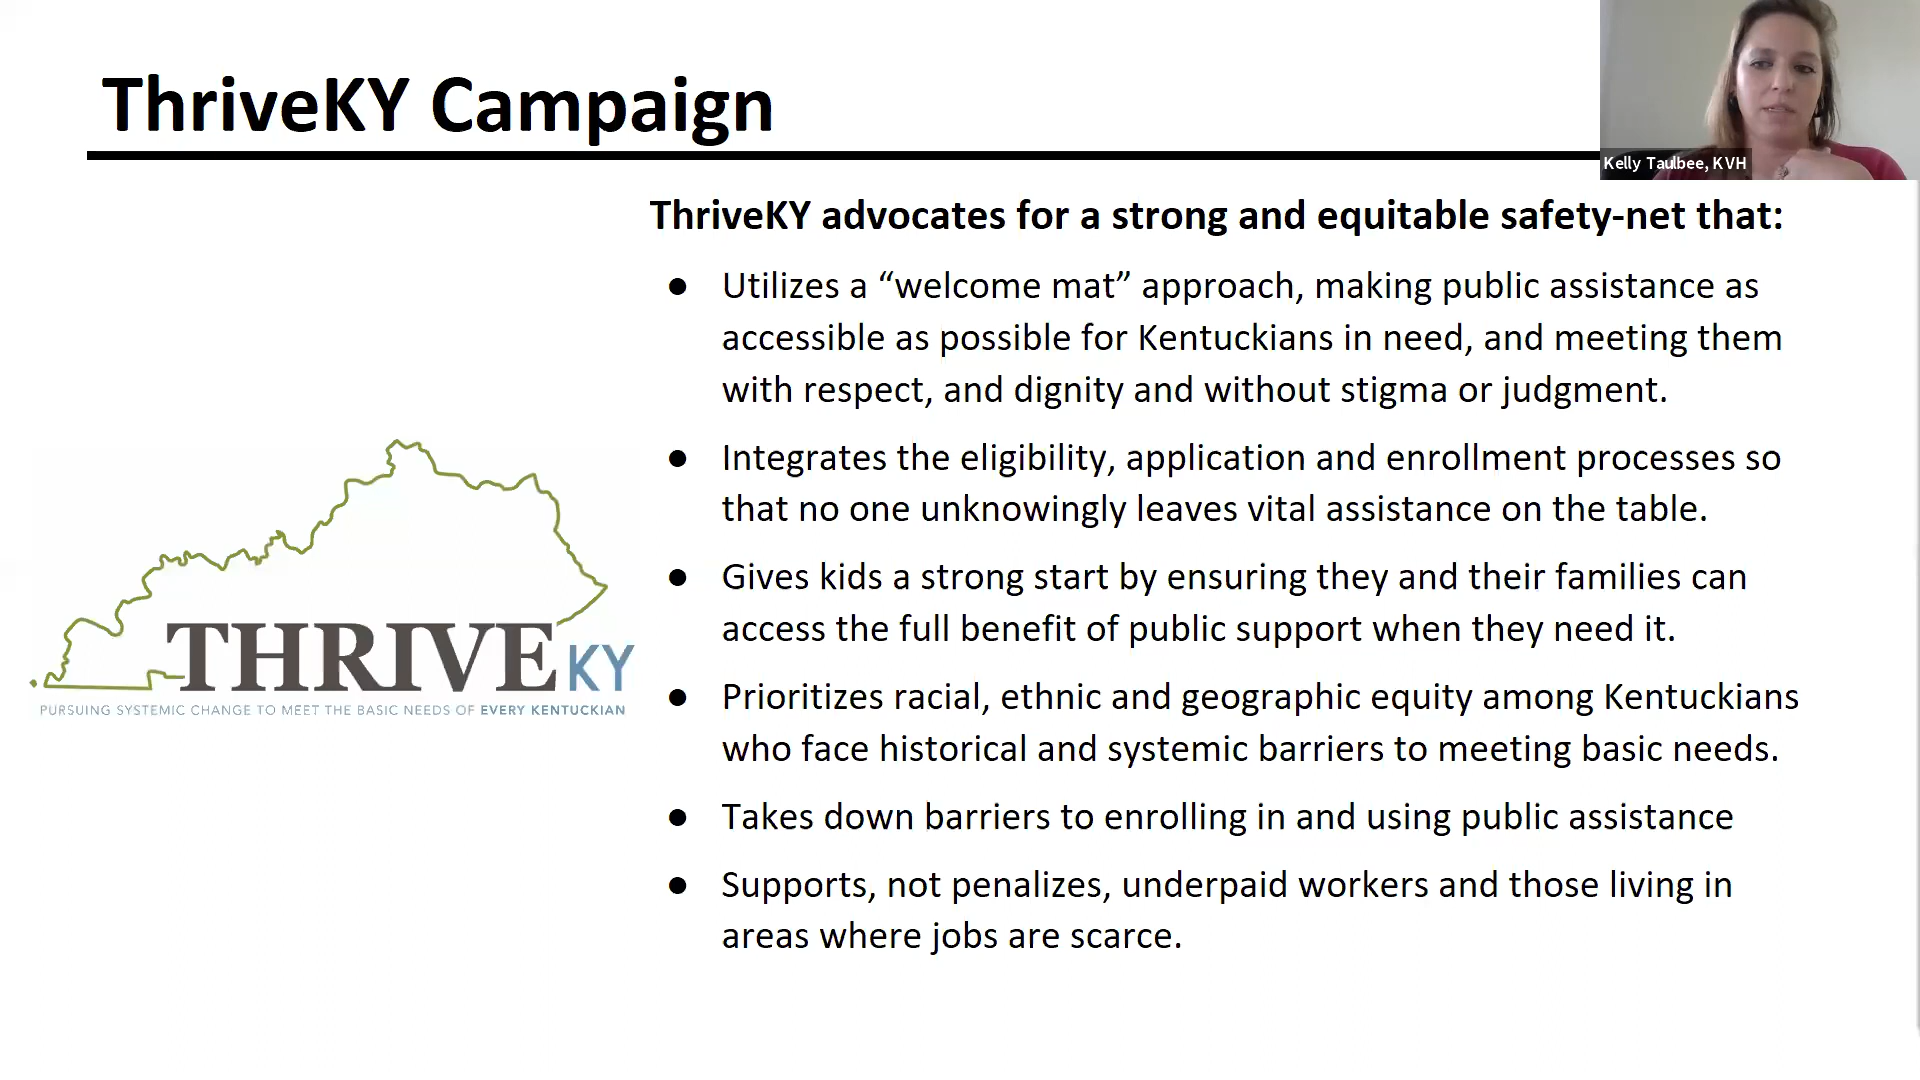 ThriveKY Campaign
Kelly Taulbee, KVH
ThriveKY advocates for a strong and equitable safety-net that:
● Utilizes a “welcome mat” approach, making public assistance as
accessible as possible for Kentuckians in need, and meeting them
with respect, and dignity and without stigma or judgment.
● Integrates the eligibility, application and enrollment processes so
that no one unknowingly leaves vital assistance on the table.
● Gives kids a strong start by ensuring they and their families can
access the full benefit of public support when they need it.
● Prioritizes racial, ethnic and geographic equity among Kentuckians
who face historical and systemic barriers to meeting basic needs.
● Takes down barriers to enrolling in and using public assistance
● Supports, not penalizes, underpaid workers and those living in
areas where jobs are scarce.
THRIVE KY
PURSUING SYSTEMIC CHANGE TO MEET THE BASIC NEEDS OF EVERY KENTUCKIAN